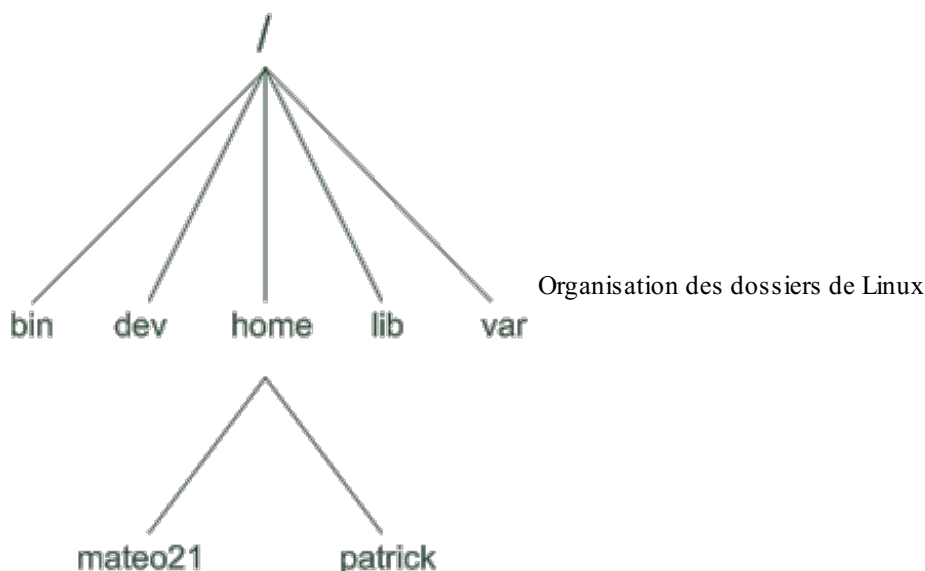 /
Organisation des dossiers de Linux
bin dev home lib var
mateo21 patrick